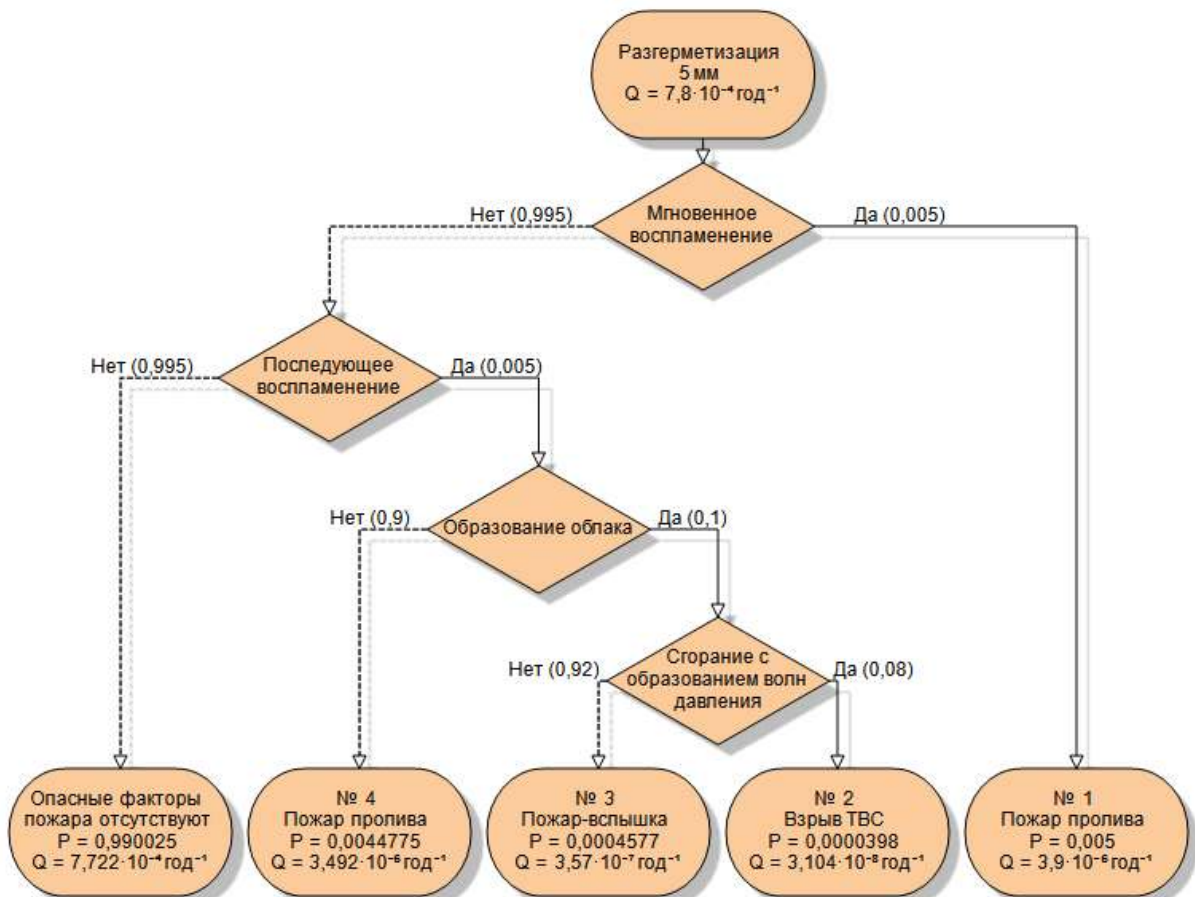 Разгерметизация
5 мм
Q = 7,8·10⁻⁴ год⁻¹
Нет (0,995)
Мгновенное
воспламенение
Да (0,005)
Нет (0,995)
Последующее
воспламенение
Да (0,005)
Нет (0,9)
Образование облака
Да (0,1)
Нет (0,92)
Сгорание с
образованием волн
давления
Да (0,08)
Опасные факторы
пожара отсутствуют
P = 0,990025
Q = 7,722·10⁻⁴ год⁻¹
№ 4
Пожар пролива
P = 0,0044775
Q = 3,492·10⁻⁶ год⁻¹
№ 3
Пожар-вспышка
P = 0,0004577
Q = 3,57·10⁻⁷ год⁻¹
№ 2
Взрыв ТВС
P = 0,0000398
Q = 3,104·10⁻⁸ год⁻¹
№ 1
Пожар пролива
P = 0,005
Q = 3,9·10⁻⁶ год⁻¹